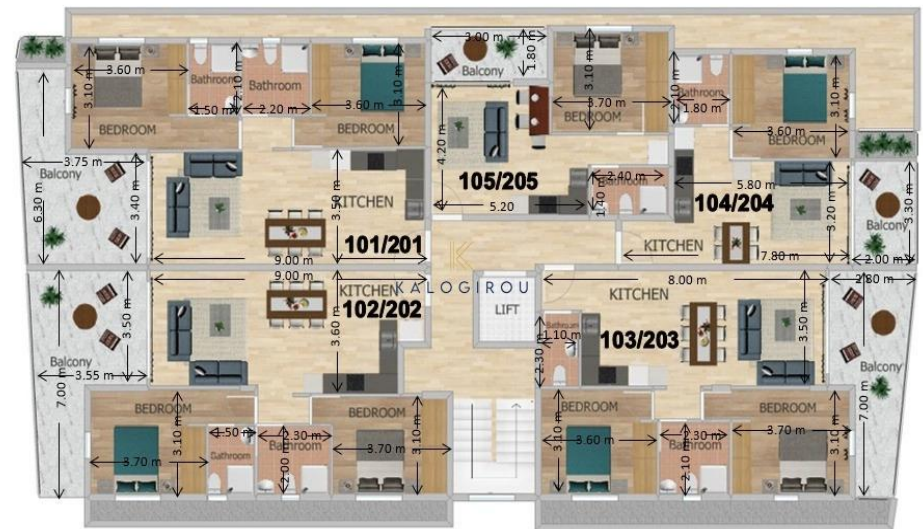 3.00 m
1.80 m
Balcony
3.60 m
3.10 m
Bathroom
2.10 m
1.50 m
Bathroom
2.20 m
3.60 m
3.10 m
BEDROOM
BEDROOM
3.10 m
3.70 m
BEDROOM
Bathroom
1.80 m
3.60 m
3.10 m
BEDROOM
3.75 m
Balcony
6.30 m
3.40 m
3.50 m
KITCHEN
101/201
9.00 m
4.20 m
105/205
5.20
2.40 m
Bathroom
1.40 m
5.80 m
104/204
3.20 m
KITCHEN
7.80 m
Balcony
3.30 m
2.00 m
2.80 m
9.00 m
KITCHEN
102/202
3.60 m
3.50 m
Balcony
3.55 m
7.00 m
K
KALOGIROU
LIFT
8.00 m
KITCHEN
Bathroom
1.10 m
2.30 m
103/203
3.50 m
Balcony
7.00 m
BEDROOM
3.10 m
3.70 m
1.50 m
Bathroom
2.30 m
Bathroom
2.00 m
BEDROOM
3.70 m
3.10 m
BEDROOM
3.10 m
3.60 m
2.30 m
Bathroom
2.10 m
BEDROOM
3.70 m
3.10 m